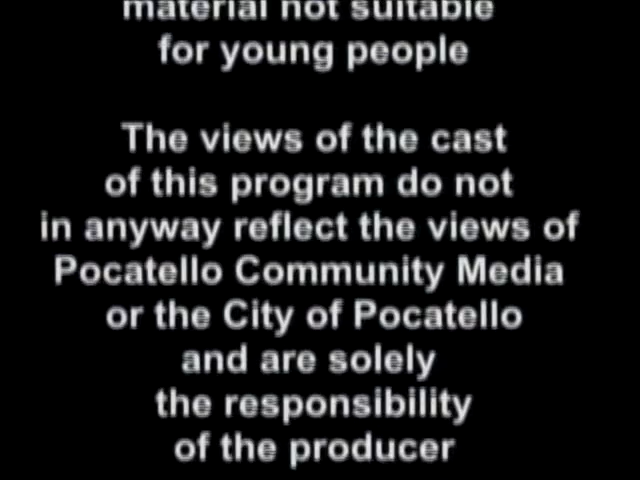 material not suitable
for young people
The views of the cast
of this program do not
in anyway reflect the views of
Pocatello Community Media
or the City of Pocatello
and are solely
the responsibility
of the producer